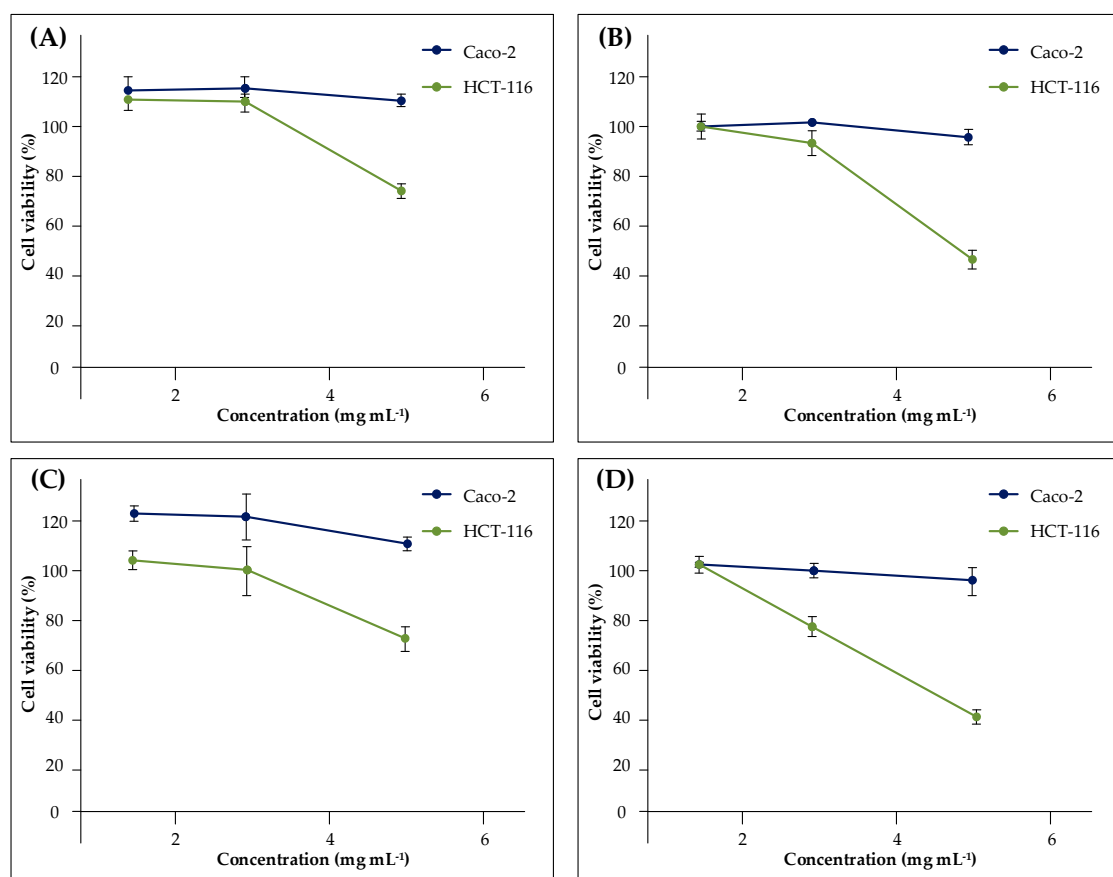 (A)
Caco-2
HCT-116
120
100
80
60
40
20
0
Cell viability (%)
2
4
6
Concentration (mg mL⁻¹)
(B)
Caco-2
HCT-116
120
100
80
60
40
20
0
Cell viability (%)
2
4
6
Concentration (mg mL⁻¹)
(C)
Caco-2
HCT-116
120
100
80
60
40
20
0
Cell viability (%)
2
4
6
Concentration (mg mL⁻¹)
(D)
Caco-2
HCT-116
120
100
80
60
40
20
0
Cell viability (%)
2
4
6
Concentration (mg mL⁻¹)